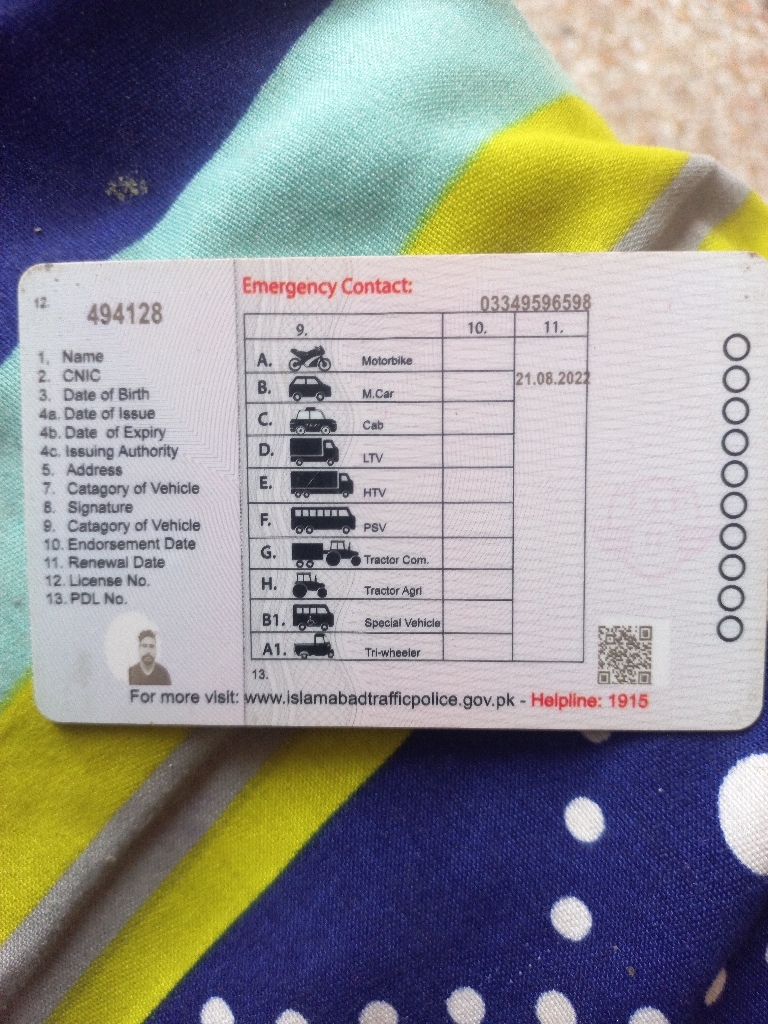 12.
494128
Emergency Contact:
03349596598
9. 10. 11.
1, Name
2. CNIC
3. Date of Birth
4a. Date of Issue
4b. Date of Expiry
4c. Issuing Authority
5. Address
7. Catagory of Vehicle
8. Signature
9. Catagory of Vehicle
10. Endorsement Date
11. Renewal Date
12. License No.
13. PDL No.
A. Motorbike
21.08.2022
B. M.Car
C. Cab
D. LTV
E. HTV
F. PSV
G. Tractor Com.
H. Tractor Agri
B1. Special Vehicle
A1. Tri-wheeler
13.
For more visit: www.islamabadtrafficpolice.gov.pk - Helpline: 1915